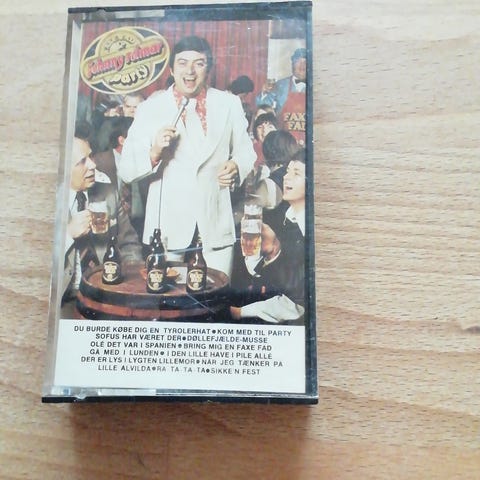 Johnny Reimar
Party
FAXE
FAD
DU BURDE KØBE DIG EN TYROLERHAT●KOM MED TIL PARTY
SOFUS HAR VÆRET DER●DØLLEFJÆLDE-MUSSE
OLÉ DET VAR I SPANIEN●BRING MIG EN FAXE FAD
GÅ MED I LUNDEN●I DEN LILLE HAVE I PILE ALLÉ
DER ER LYS I LYGTEN LILLEMOR●NÅR JEG TÆNKER PÅ
LILLE ALVILDA●RA-TA-TA-TA●SIKKE'N FEST